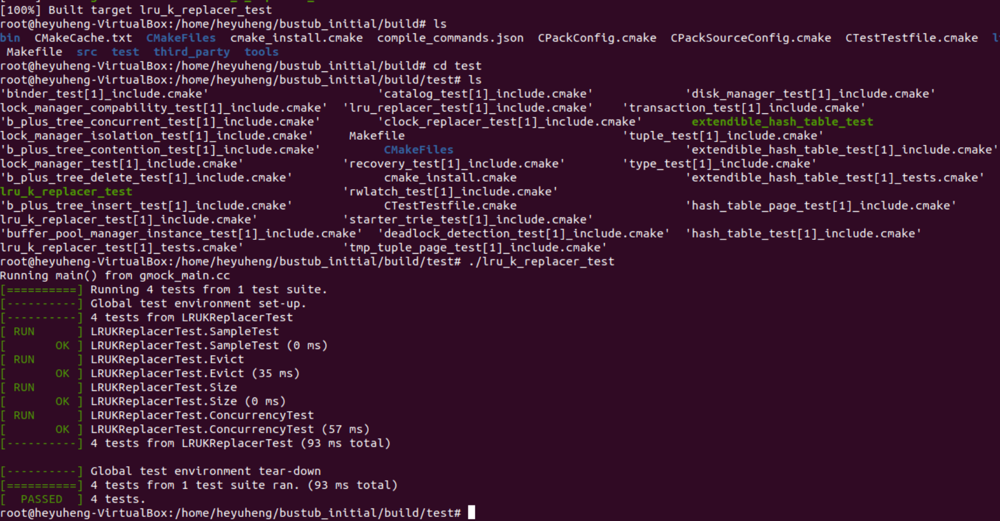 [100%] Built target lru_k_replacer_test
root@heyuheng-VirtualBox:/home/heyuheng/bustub_initial/build# ls
bin CMakeCache.txt CMakeFiles cmake_install.cmake compile_commands.json CPackConfig.cmake CPackSourceConfig.cmake CTestTestfile.cmake
Makefile src test third_party tools
root@heyuheng-VirtualBox:/home/heyuheng/bustub_initial/build# cd test
root@heyuheng-VirtualBox:/home/heyuheng/bustub_initial/build/test# ls
'binder_test[1]_include.cmake' 'catalog_test[1]_include.cmake' 'disk_manager_test[1]_include.cmake'
lock_manager_compability_test[1]_include.cmake' 'lru_replacer_test[1]_include.cmake' 'transaction_test[1]_include.cmake'
'b_plus_tree_concurrent_test[1]_include.cmake' 'clock_replacer_test[1]_include.cmake' extendible_hash_table_test
lock_manager_isolation_test[1]_include.cmake' Makefile 'tuple_test[1]_include.cmake'
'b_plus_tree_contention_test[1]_include.cmake' CMakeFiles 'extendible_hash_table_test[1]_include.cmake'
lock_manager_test[1]_include.cmake' 'recovery_test[1]_include.cmake' 'type_test[1]_include.cmake'
'b_plus_tree_delete_test[1]_include.cmake' cmake_install.cmake 'extendible_hash_table_test[1]_tests.cmake'
lru_k_replacer_test 'rwlatch_test[1]_include.cmake'
'b_plus_tree_insert_test[1]_include.cmake' CTestTestfile.cmake 'hash_table_page_test[1]_include.cmake'
lru_k_replacer_test[1]_include.cmake' 'starter_trie_test[1]_include.cmake'
'buffer_pool_manager_instance_test[1]_include.cmake' 'deadlock_detection_test[1]_include.cmake' 'hash_table_test[1]_include.cmake'
lru_k_replacer_test[1]_tests.cmake' 'tmp_tuple_page_test[1]_include.cmake'
root@heyuheng-VirtualBox:/home/heyuheng/bustub_initial/build/test# ./lru_k_replacer_test
Running main() from gmock_main.cc
[==========] Running 4 tests from 1 test suite.
[----------] Global test environment set-up.
[----------] 4 tests from LRUKReplacerTest
[ RUN      ] LRUKReplacerTest.SampleTest
[       OK ] LRUKReplacerTest.SampleTest (0 ms)
[ RUN      ] LRUKReplacerTest.Evict
[       OK ] LRUKReplacerTest.Evict (35 ms)
[ RUN      ] LRUKReplacerTest.Size
[       OK ] LRUKReplacerTest.Size (0 ms)
[ RUN      ] LRUKReplacerTest.ConcurrencyTest
[       OK ] LRUKReplacerTest.ConcurrencyTest (57 ms)
[----------] 4 tests from LRUKReplacerTest (93 ms total)
[----------] Global test environment tear-down
[==========] 4 tests from 1 test suite ran. (93 ms total)
[  PASSED  ] 4 tests.
root@heyuheng-VirtualBox:/home/heyuheng/bustub_initial/build/test#